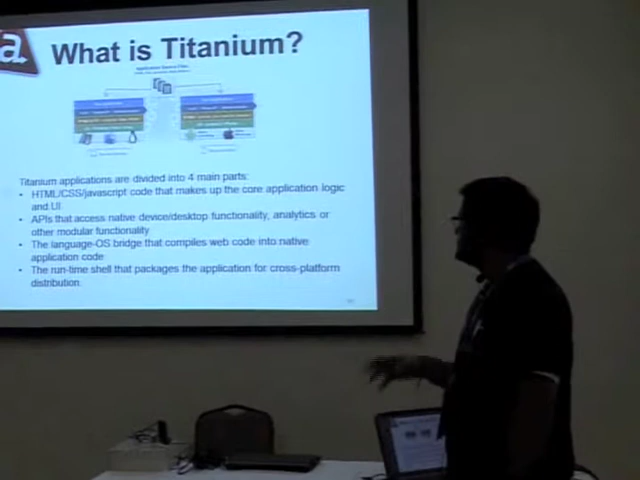 a.
What is Titanium?
Titanium applications are divided into 4 main parts:
• HTML/CSS/javascript code that makes up the core application logic
and UI
• APIs that access native device/desktop functionality, analytics or
other modular functionality
• The language-OS bridge that compiles web code into native
application code
• The run-time shell that packages the application for cross-platform
distribution.